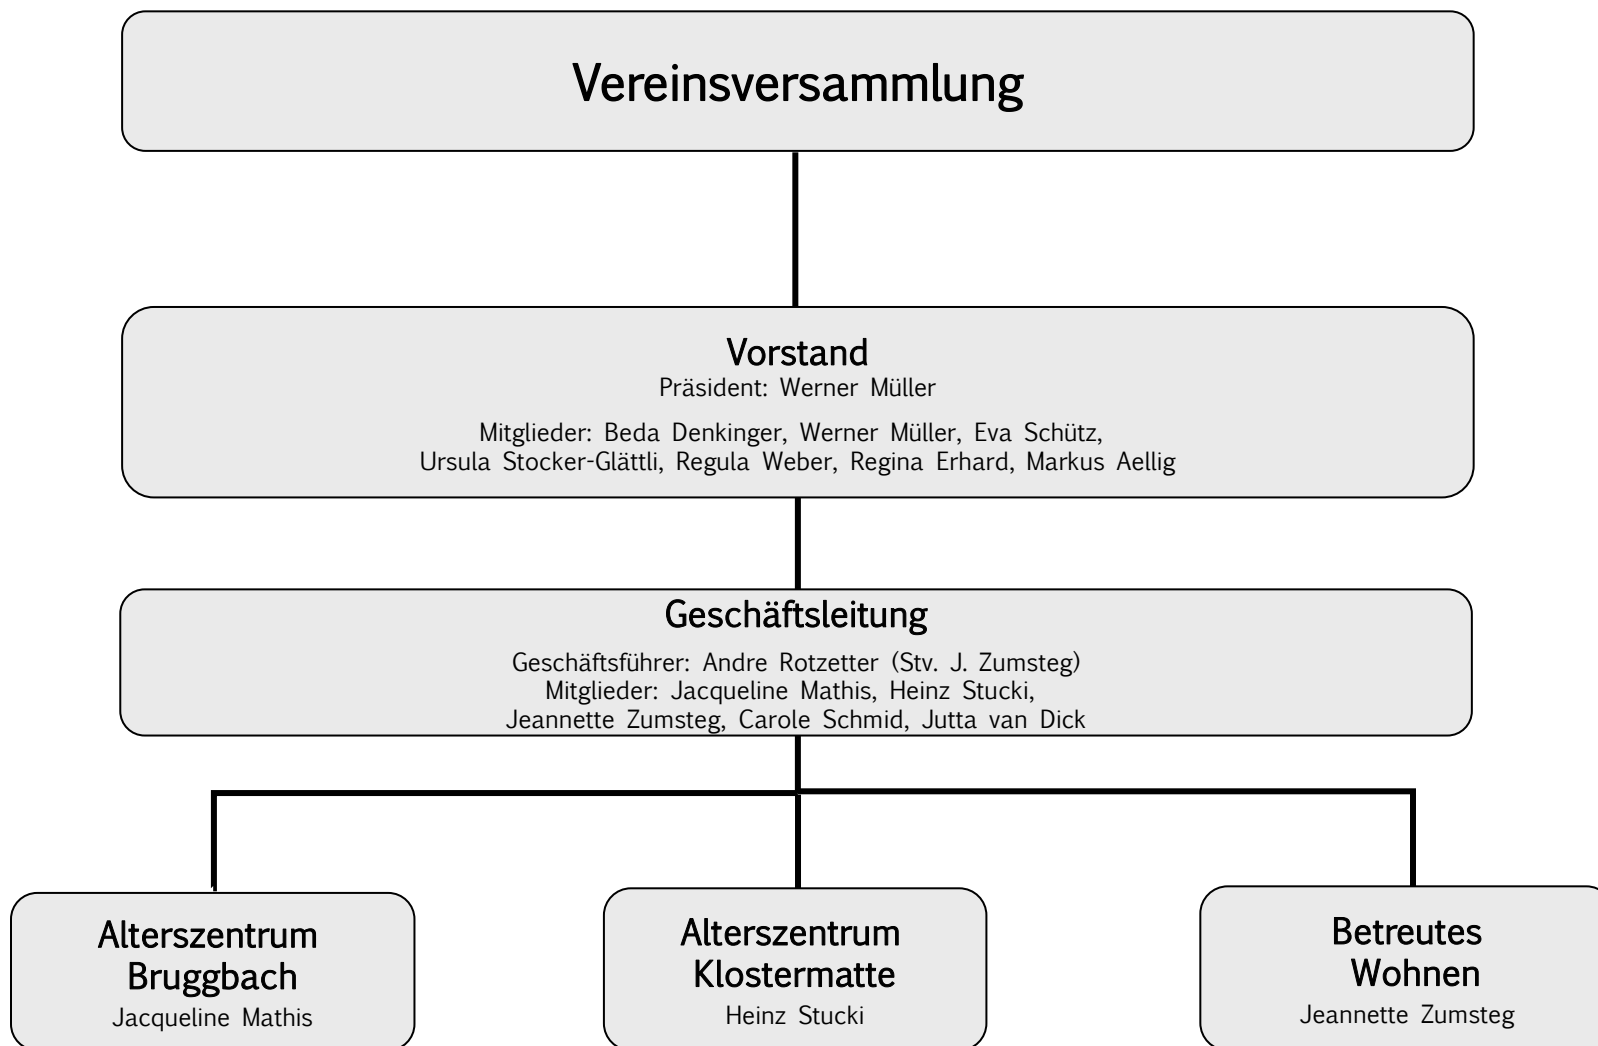 Vereinsversammlung
Vorstand
Präsident: Werner Müller
Mitglieder: Beda Denkinger, Werner Müller, Eva Schütz,
Ursula Stocker-Glättli, Regula Weber, Regina Erhard, Markus Aellig
Geschäftsleitung
Geschäftsführer: Andre Rotzetter (Stv. J. Zumsteg)
Mitglieder: Jacqueline Mathis, Heinz Stucki,
Jeannette Zumsteg, Carole Schmid, Jutta van Dick
Alterszentrum
Bruggbach
Jacqueline Mathis
Alterszentrum
Klostermatte
Heinz Stucki
Betreutes
Wohnen
Jeannette Zumsteg